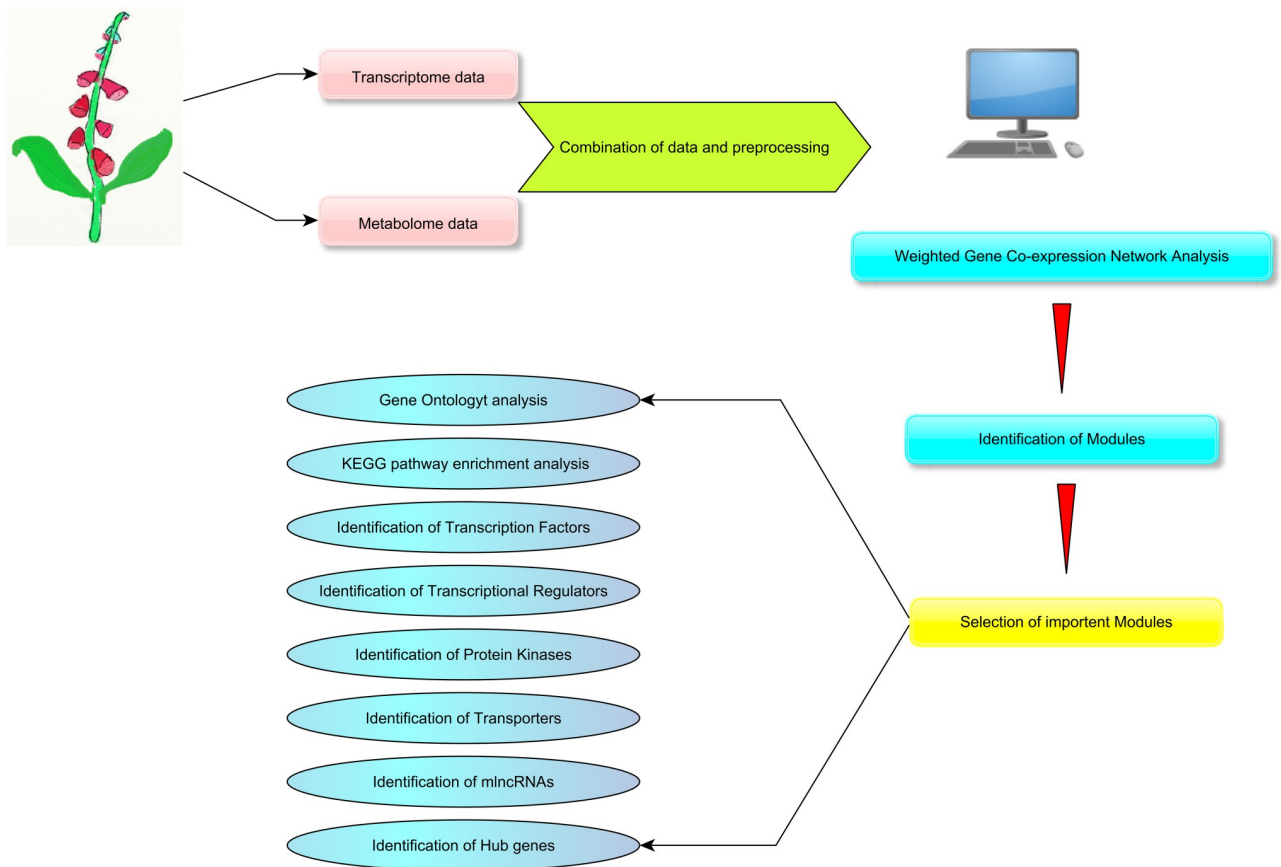 Transcriptome data
Combination of data and preprocessing
Metabolome data
Weighted Gene Co-expression Network Analysis
Identification of Modules
Selection of importent Modules
Gene Ontologyt analysis
KEGG pathway enrichment analysis
Identification of Transcription Factors
Identification of Transcriptional Regulators
Identification of Protein Kinases
Identification of Transporters
Identification of mlncRNAs
Identification of Hub genes